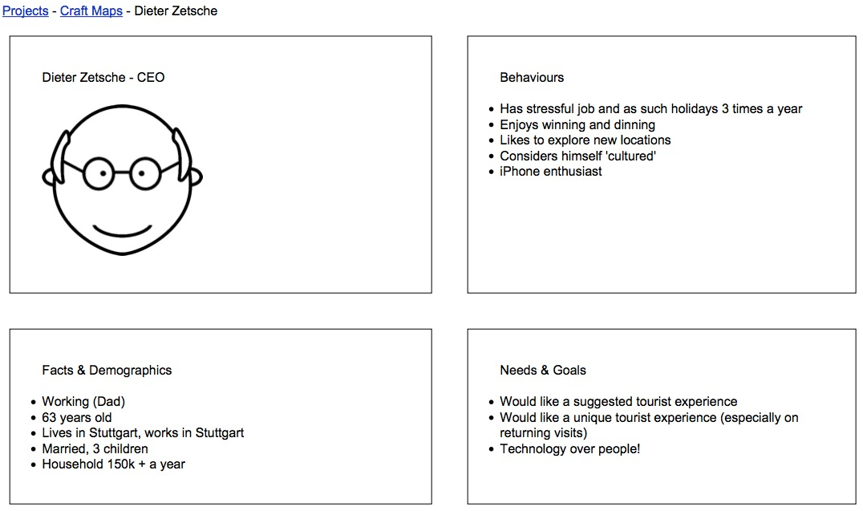 Projects - Craft Maps - Dieter Zetsche
Dieter Zetsche - CEO
Behaviours
• Has stressful job and as such holidays 3 times a year
• Enjoys winning and dinning
• Likes to explore new locations
• Considers himself 'cultured'
• iPhone enthusiast
Facts & Demographics
• Working (Dad)
• 63 years old
• Lives in Stuttgart, works in Stuttgart
• Married, 3 children
• Household 150k + a year
Needs & Goals
• Would like a suggested tourist experience
• Would like a unique tourist experience (especially on
returning visits)
• Technology over people!